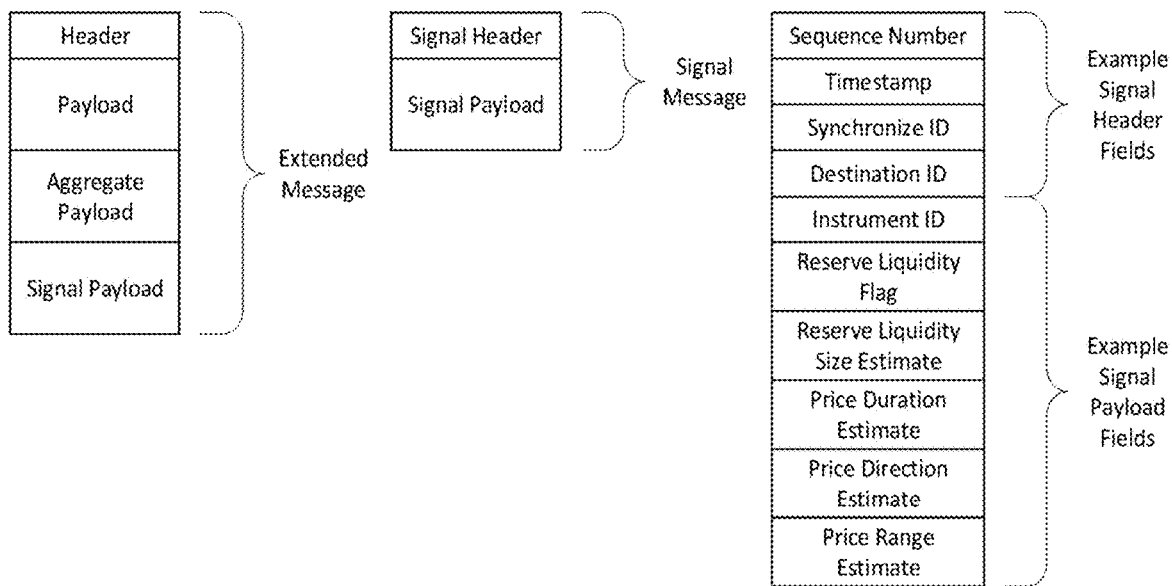 Header
Payload
Aggregate
Payload
Signal Payload
Extended
Message
Signal Header
Signal Payload
Signal
Message
Sequence Number
Timestamp
Synchronize ID
Destination ID
Instrument ID
Reserve Liquidity
Flag
Reserve Liquidity
Size Estimate
Price Duration
Estimate
Price Direction
Estimate
Price Range
Estimate
Example
Signal
Header
Fields
Example
Signal
Payload
Fields